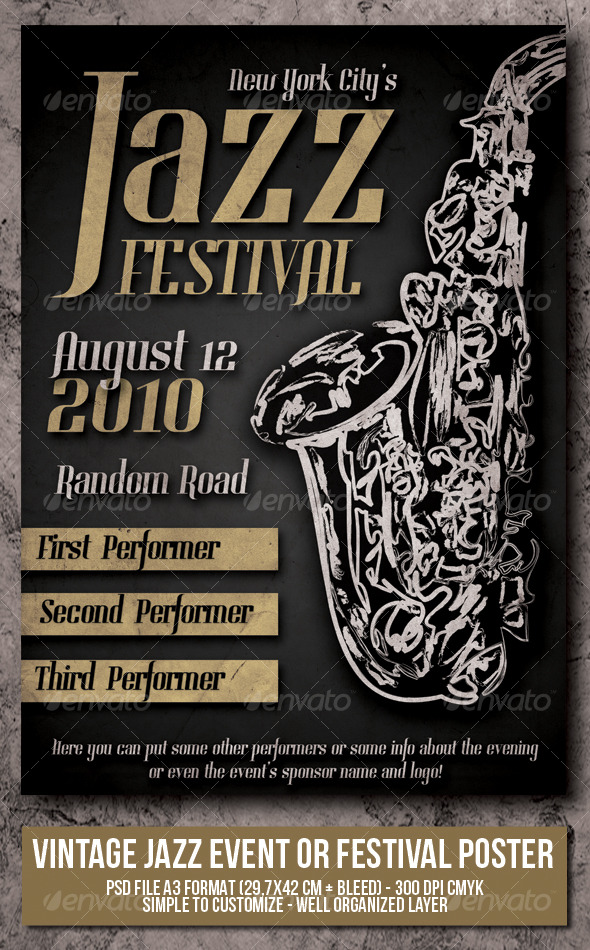 New York City's
Jazz
FESTIVAL
August 12
2010
Random Road
First Performer
Second Performer
Third Performer
Here you can put some other performers or some info about the evening
or even the event's sponsor name and logo!
VINTAGE JAZZ EVENT OR FESTIVAL POSTER
PSD FILE A3 FORMAT (29,7X42 CM + BLEED) - 300 DPI CMYK
SIMPLE TO CUSTOMIZE - WELL ORGANIZED LAYER
envato